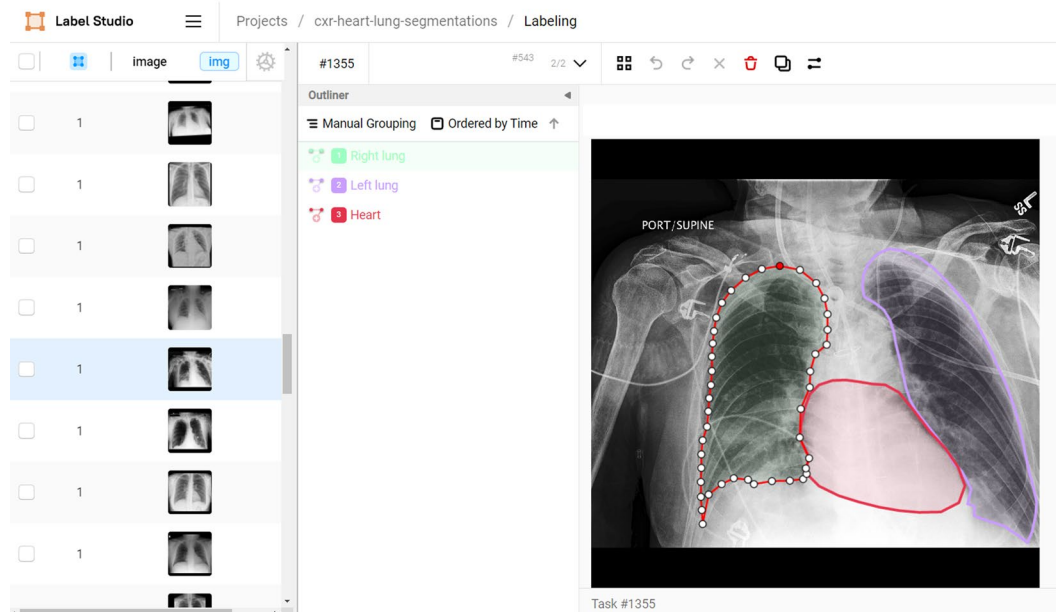 Label Studio
Projects / cxr-heart-lung-segmentations / Labeling
image img
#1355
#543 2/2
Outliner
Manual Grouping Ordered by Time
1 Right lung
2 Left lung
3 Heart
1
1
1
1
1
1
1
1
PORT/SUPINE
SS
Task #1355